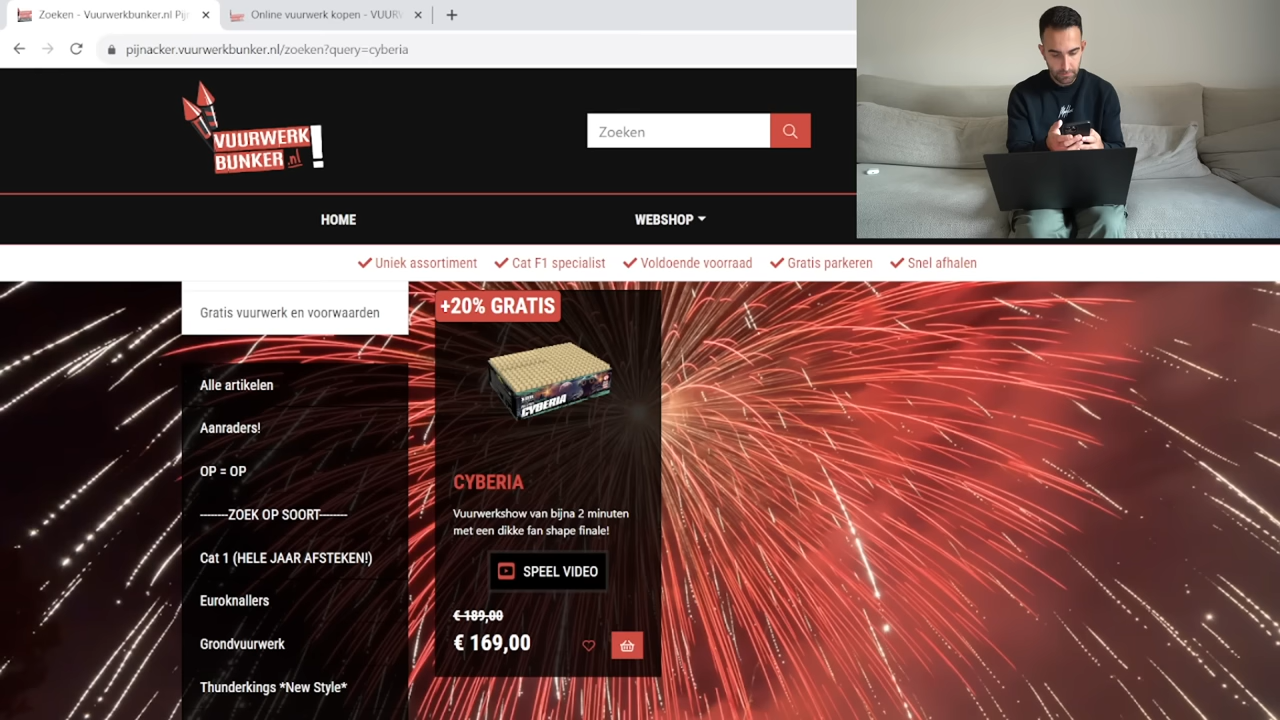 Zoeken - Vuurwerkbunker.nl Pij
Online vuurwerk kopen - VUUR
pijnacker.vuurwerkbunker.nl/zoeken?query=cyberia
VUURWERK
BUNKER.nl!
Zoeken
HOME
WEBSHOP
Uniek assortiment
Cat F1 specialist
Voldoende voorraad
Gratis parkeren
Snel afhalen
Gratis vuurwerk en voorwaarden
+20% GRATIS
CYBERIA
Alle artikelen
Aanraders!
OP = OP
-------ZOEK OP SOORT-------
Cat 1 (HELE JAAR AFSTEKEN!)
Euroknallers
Grondvuurwerk
Thunderkings *New Style*
CYBERIA
Vuurwerkshow van bijna 2 minuten
met een dikke fan shape finale!
SPEEL VIDEO
€ 189,00
€ 169,00